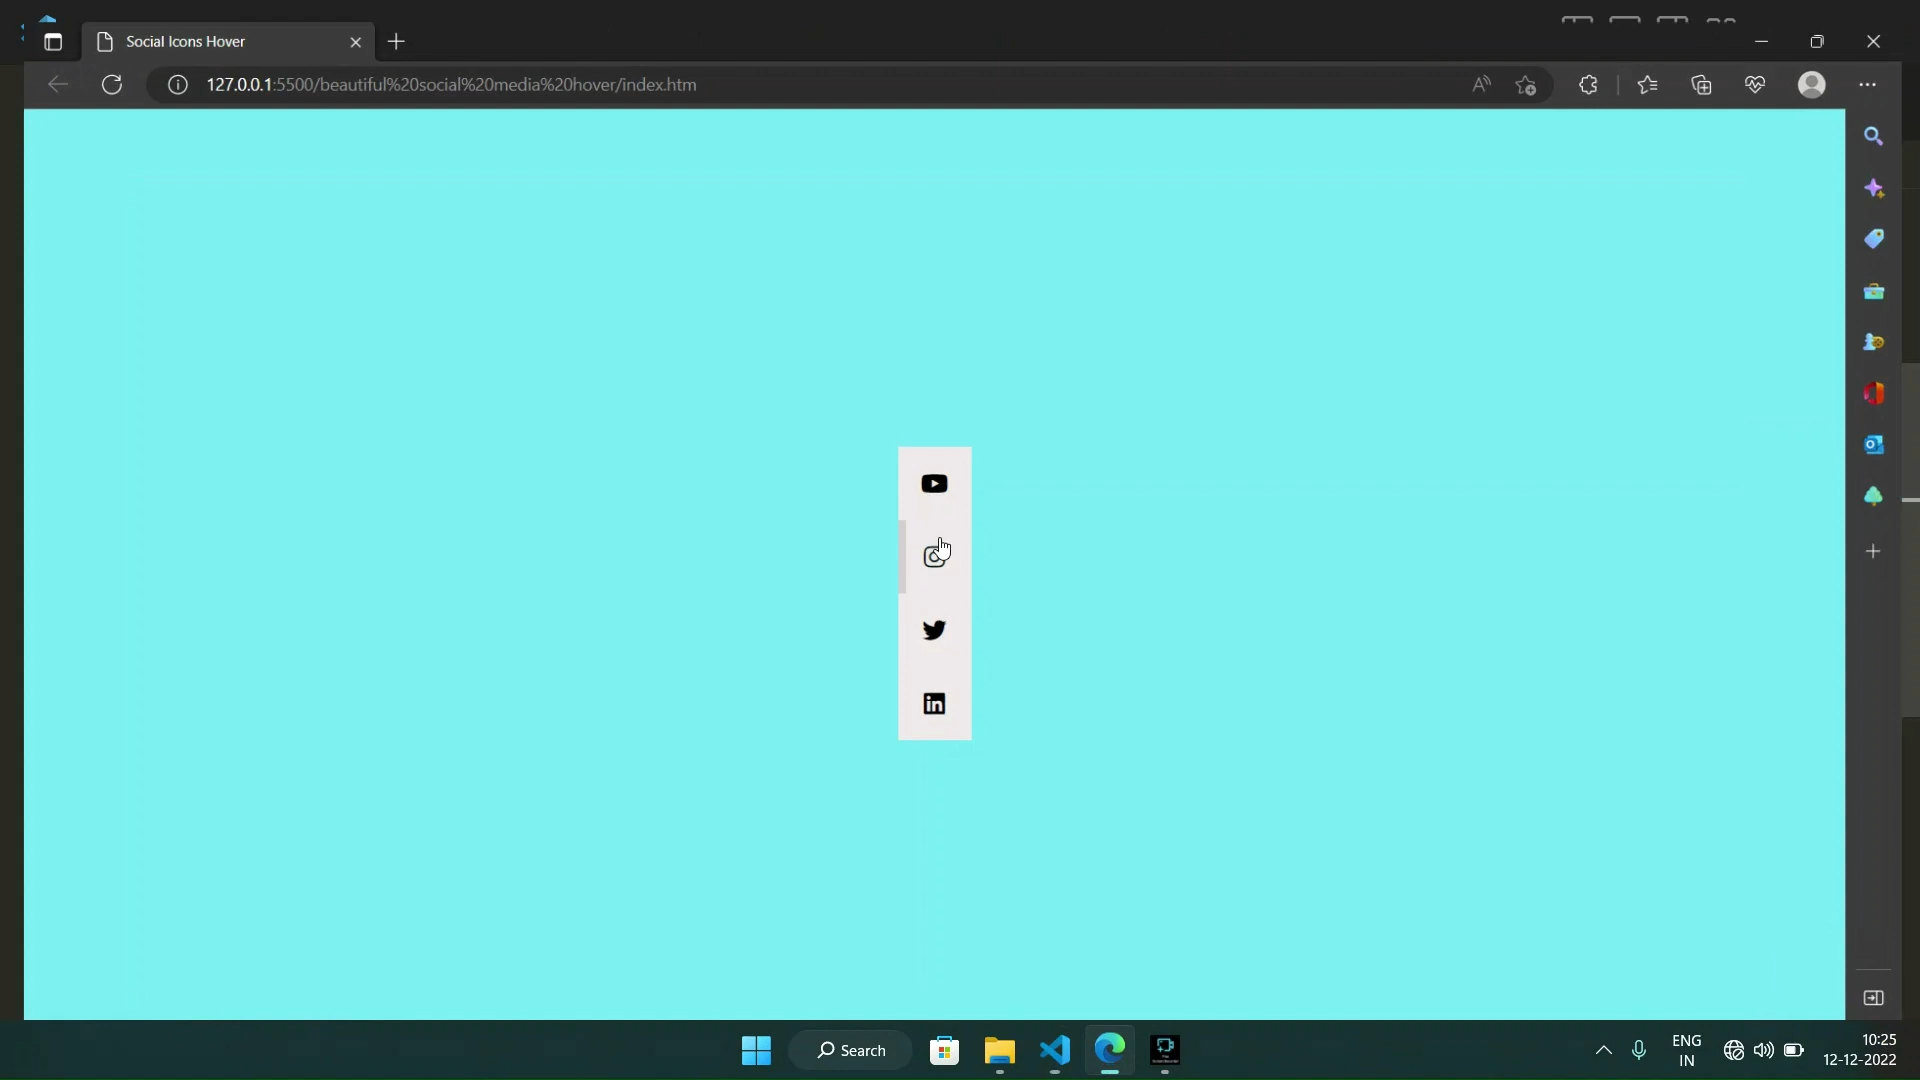 Social Icons Hover
127.0.0.1:5500/beautiful%20social%20media%20hover/index.htm
in
Search
ENG
IN
10:25
12-12-2022